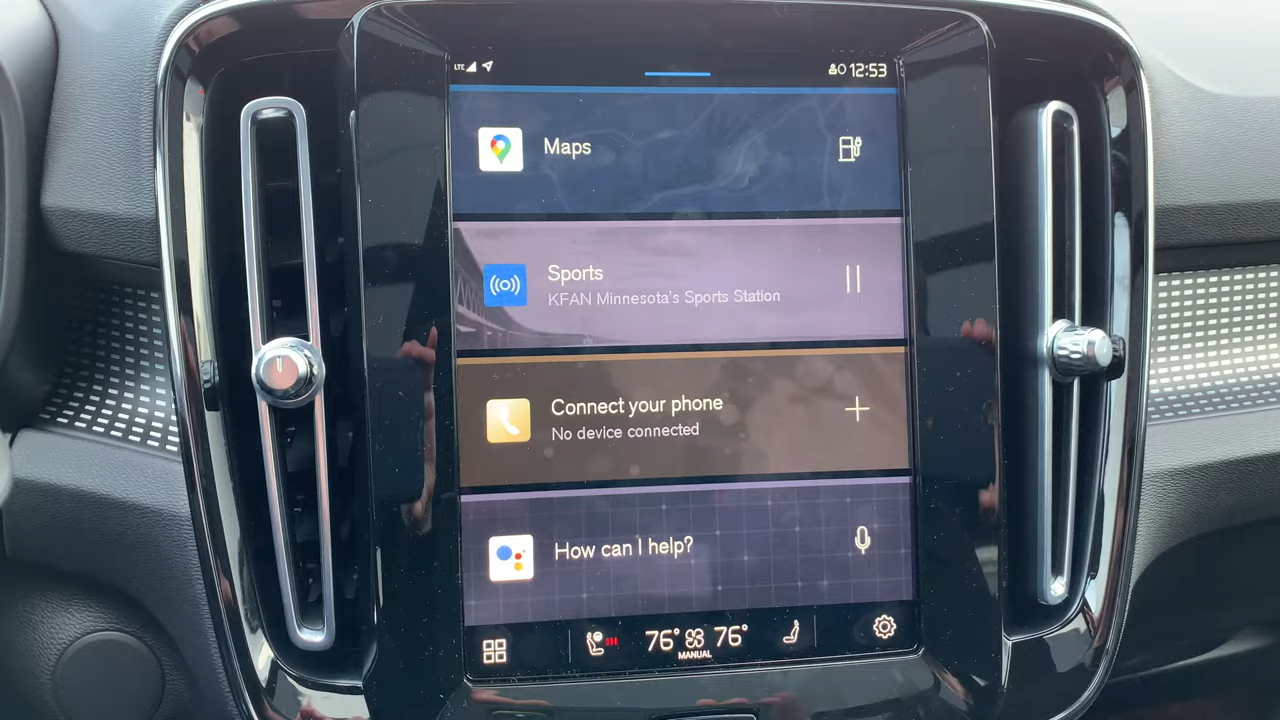 LTE
12:53
Maps
Sports
KFAN Minnesota's Sports Station
Connect your phone
No device connected
How can I help?
76° 76°
MANUAL